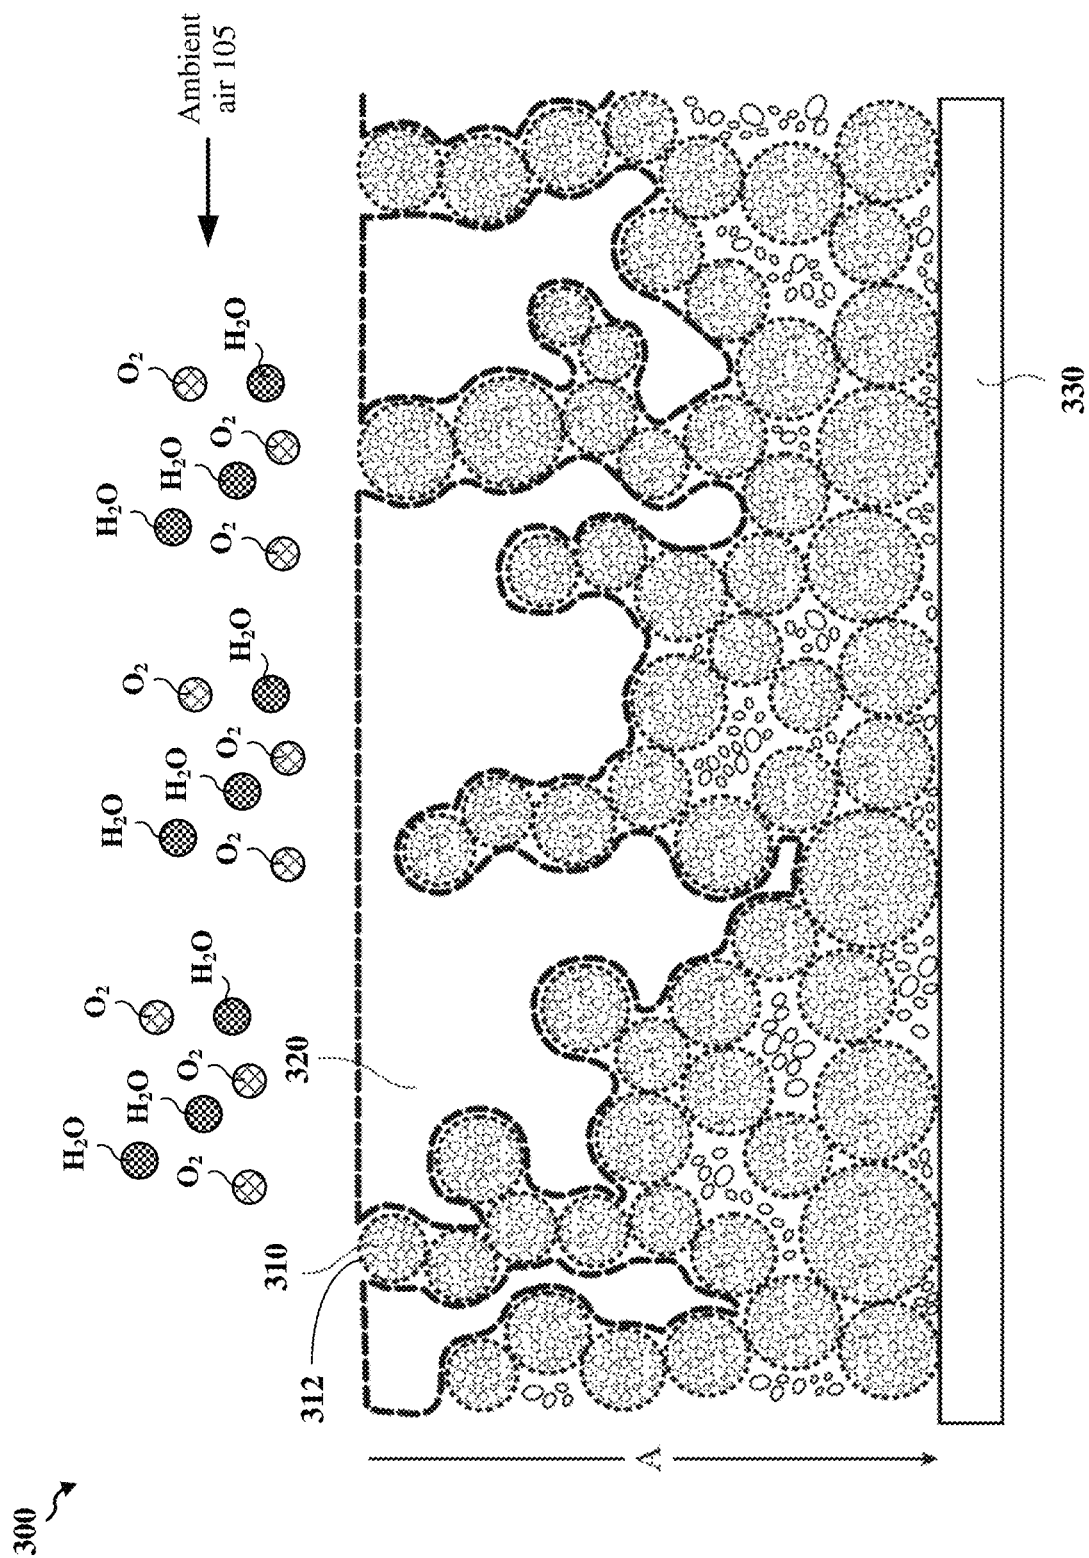 300
H₂O
O₂
H₂O
O₂
O₂
H₂O
H₂O
O₂
H₂O
O₂
O₂
H₂O
H₂O
O₂
H₂O
O₂
O₂
H₂O
Ambient
air 105
310
320
312
A
330